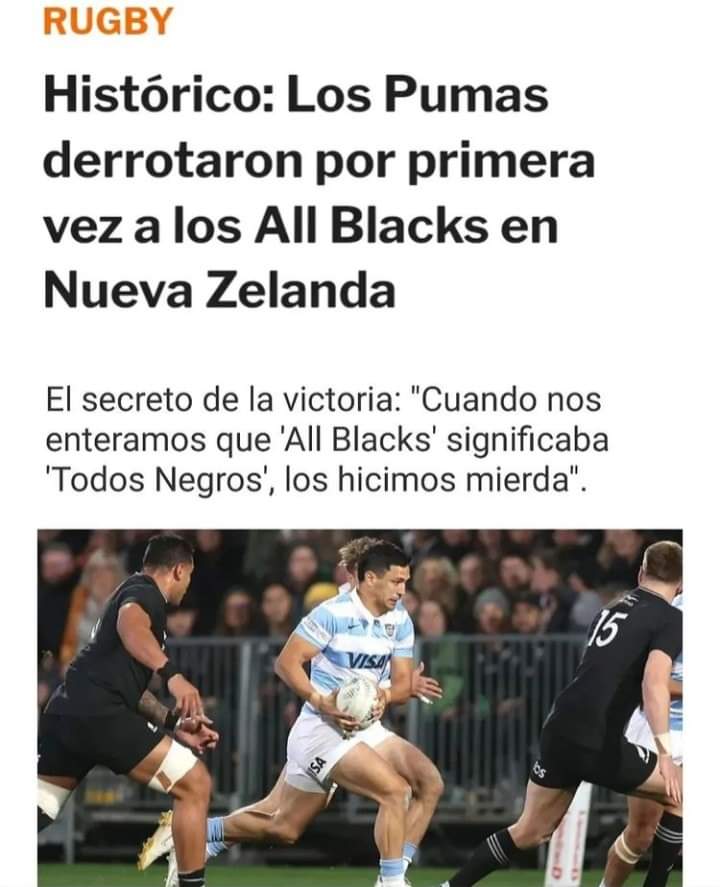 RUGBY
Histórico: Los Pumas
derrotaron por primera
vez a los All Blacks en
Nueva Zelanda
El secreto de la victoria: "Cuando nos
enteramos que 'All Blacks' significaba
'Todos Negros', los hicimos mierda".
15
VISA
VISA